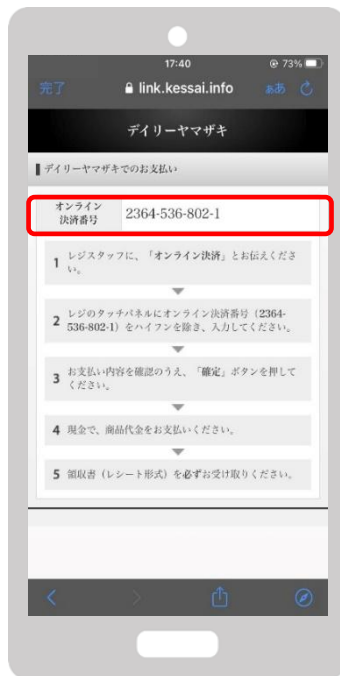 17:40
73%
完了
link.kessai.info
ぁあ
デイリーヤマザキ
デイリーヤマザキでのお支払い
オンライン
決済番号
2364-536-802-1
1 レジスタッフに、「オンライン決済」とお伝えくださ
い。
2 レジのタッチパネルにオンライン決済番号（2364-
536-802-1）をハイフンを除き、入力してください。
3 お支払い内容を確認のうえ、「確定」ボタンを押して
ください。
4 現金で、商品代金をお支払いください。
5 領収書（レシート形式）を必ずお受け取りください。